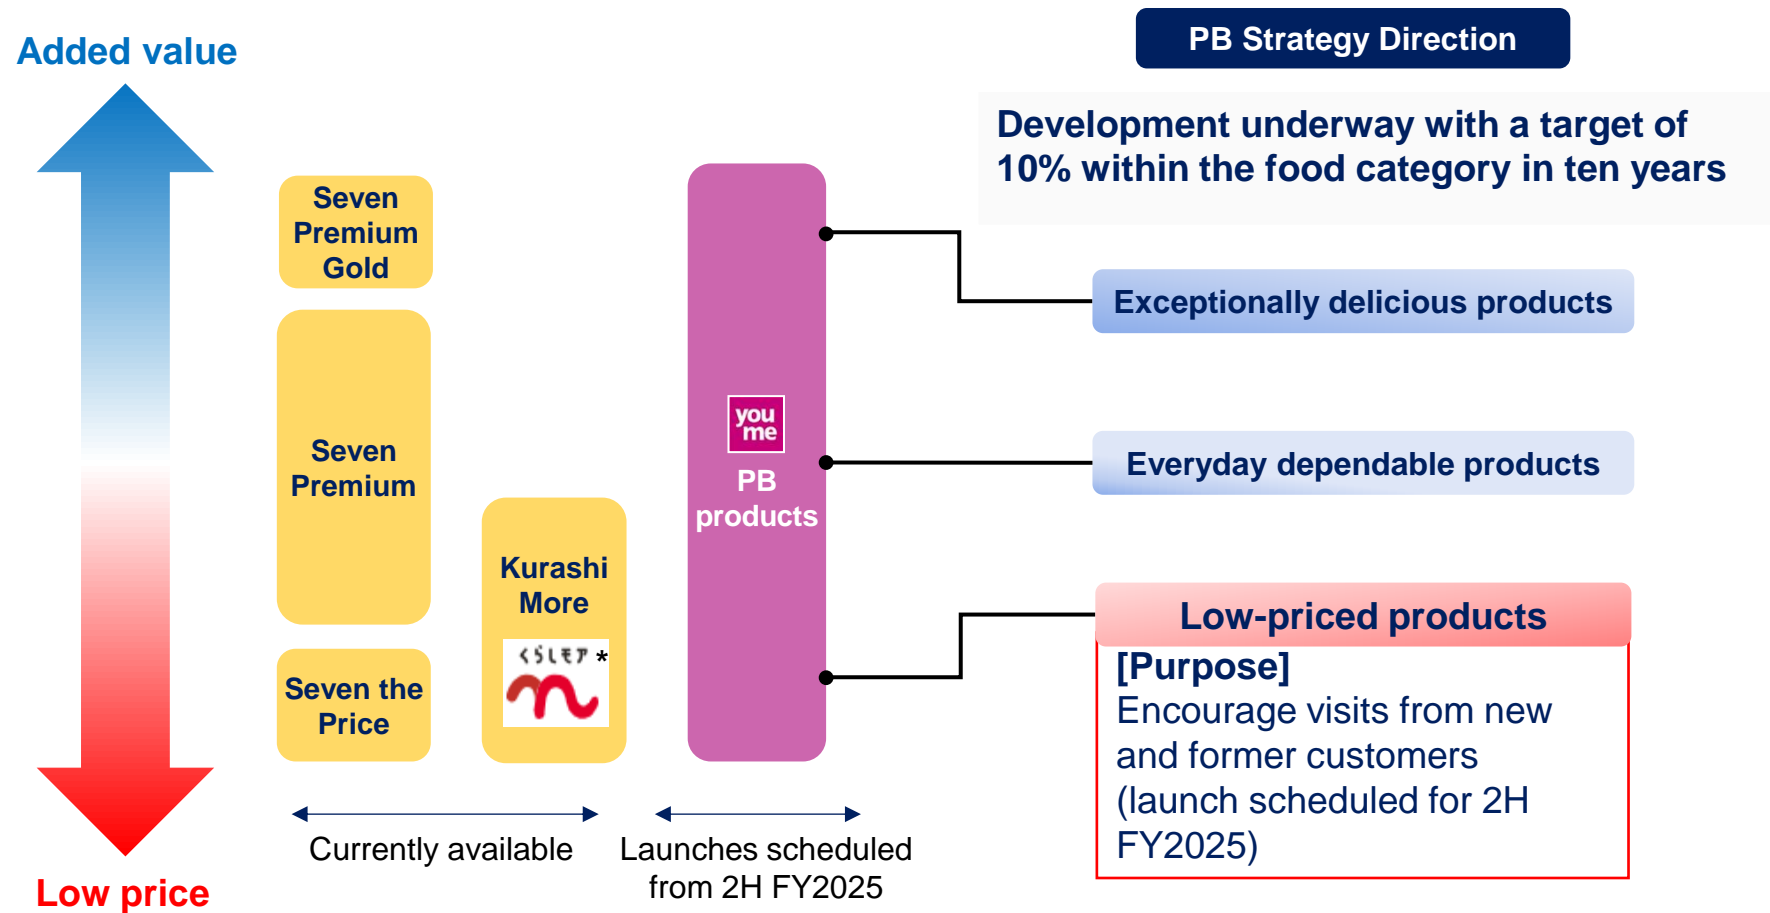 Added value
Seven
Premium
Gold
Seven
Premium
Seven the
Price
Kurashi
More
くらしモア *
you
me
PB
products
Currently available
Launches scheduled
from 2H FY2025
Low price
PB Strategy Direction
Development underway with a target of
10% within the food category in ten years
Exceptionally delicious products
Everyday dependable products
Low-priced products
[Purpose]
Encourage visits from new
and former customers
(launch scheduled for 2H
FY2025)